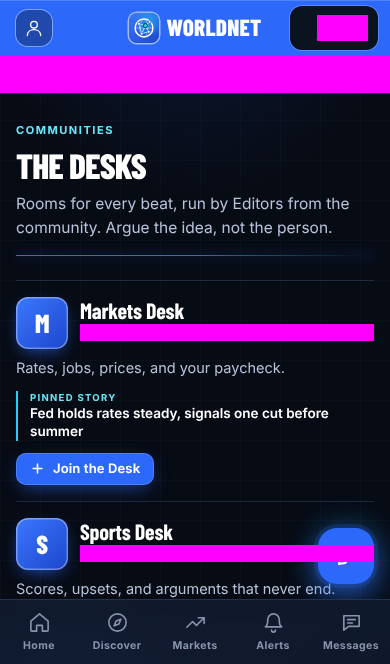 WORLDNET
COMMUNITIES
THE DESKS
Rooms for every beat, run by Editors from the
community. Argue the idea, not the person.
M
Markets Desk
Rates, jobs, prices, and your paycheck.
PINNED STORY
Fed holds rates steady, signals one cut before
summer
+ Join the Desk
S
Sports Desk
Scores, upsets, and arguments that never end.
Home
Discover
Markets
Alerts
Messages